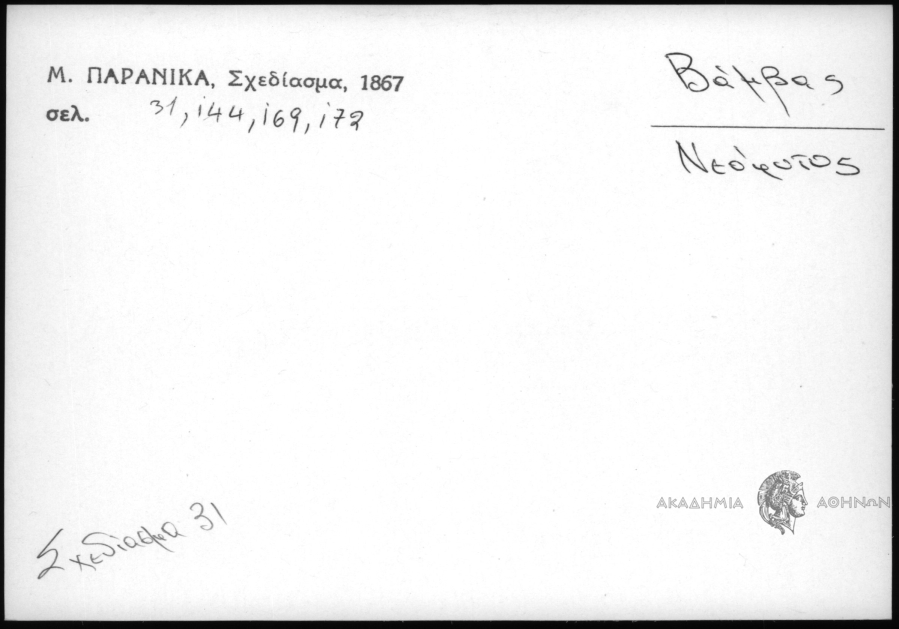 Μ. ΠΑΡΑΝΙΚΑ, Σχεδίασμα, 1867
σελ. 31, 144, 169, 172
Βάμβας
Νεόφυτος
Σχεδίασμα 31
ΑΚΑΔΗΜΙΑ ΑΘΗΝΩΝ